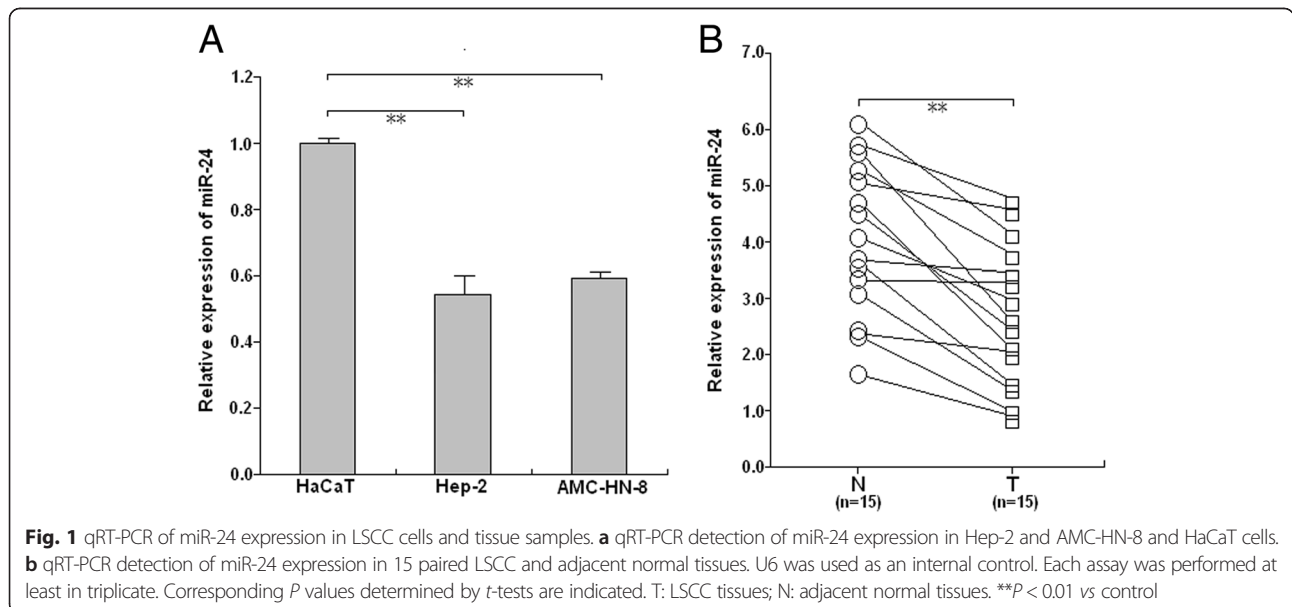 A
Relative expression of miR-24
1.2
1.0
0.8
0.6
0.4
0.2
0.0
**
**
HaCaT Hep-2 AMC-HN-8
B
Relative expression of miR-24
7.0
6.0
5.0
4.0
3.0
2.0
1.0
0.0
**
N T
(n=15) (n=15)
Fig. 1 qRT-PCR of miR-24 expression in LSCC cells and tissue samples. a qRT-PCR detection of miR-24 expression in Hep-2 and AMC-HN-8 and HaCaT cells.
b qRT-PCR detection of miR-24 expression in 15 paired LSCC and adjacent normal tissues. U6 was used as an internal control. Each assay was performed at
least in triplicate. Corresponding P values determined by t-tests are indicated. T: LSCC tissues; N: adjacent normal tissues. **P < 0.01 vs control